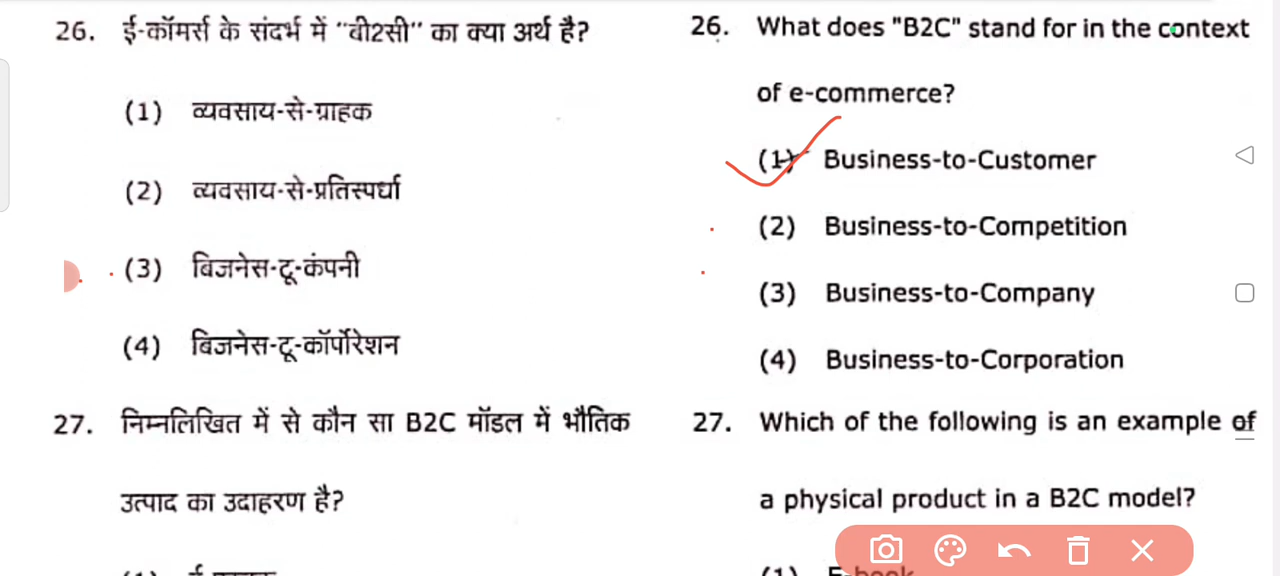 26. ई-कॉमर्स के संदर्भ में "बी2सी" का क्या अर्थ है?
(1) व्यवसाय-से-ग्राहक
(2) व्यवसाय-से-प्रतिस्पर्धा
(3) बिजनेस-टू-कंपनी
(4) बिजनेस-टू-कॉर्पोरेशन
27. निम्नलिखित में से कौन सा B2C मॉडल में भौतिक
उत्पाद का उदाहरण है?
26. What does "B2C" stand for in the context
of e-commerce?
(1) Business-to-Customer
(2) Business-to-Competition
(3) Business-to-Company
(4) Business-to-Corporation
27. Which of the following is an example of
a physical product in a B2C model?
(1) E-book